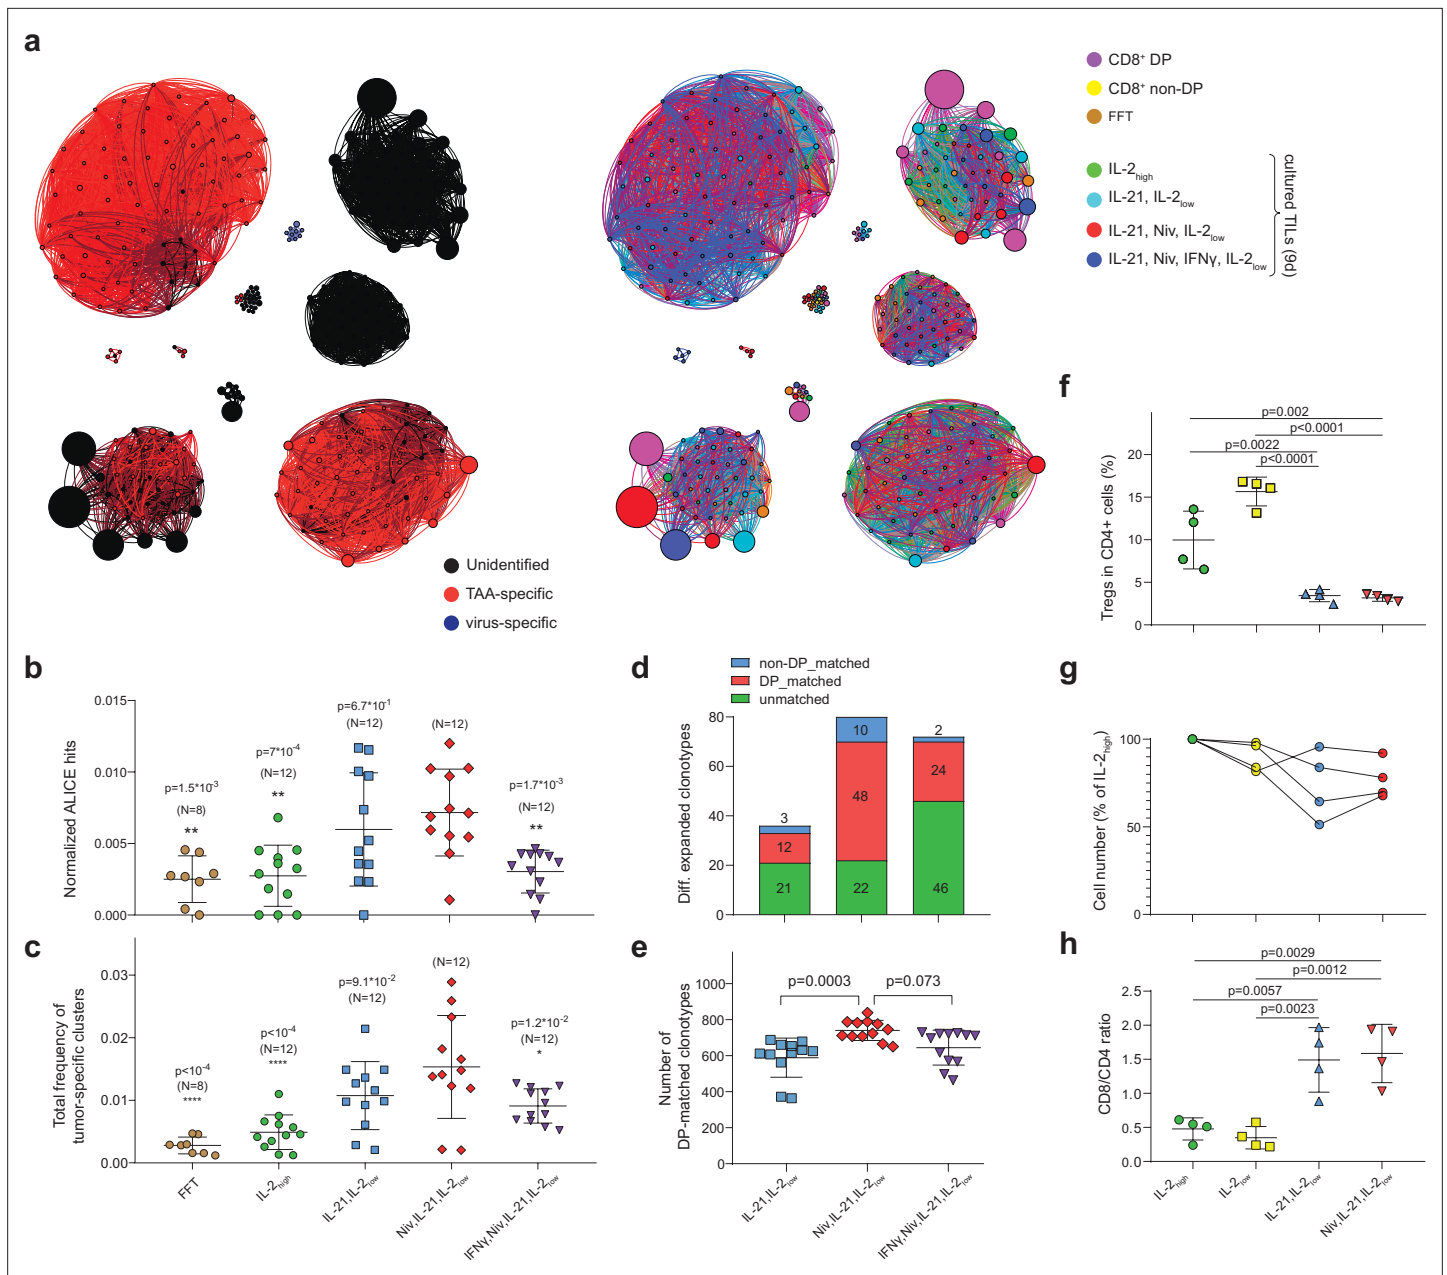 a
CD8+ DP
CD8+ non-DP
FFT
IL-2high
IL-21, IL-2low
IL-21, Niv, IL-2low
IL-21, Niv, IFNγ, IL-2low
cultured TILs (9d)
Unidentified
TAA-specific
virus-specific
b
Normalized ALICE hits
0.015
0.010
0.005
0.000
p=1.5*10-3
(N=8)
**
p=7*10-4
(N=12)
**
p=6.7*10-1
(N=12)
(N=12)
p=1.7*10-3
(N=12)
**
c
Total frequency of
tumor-specific clusters
0.03
0.02
0.01
0.00
p<10-4
(N=8)
****
p<10-4
(N=12)
****
p=9.1*10-2
(N=12)
(N=12)
p=1.2*10-2
(N=12)
*
FFT
IL-2high
IL-21,IL-2low
Niv,IL-21,IL-2low
IFNγ,Niv,IL-21,IL-2low
d
non-DP_matched
DP_matched
unmatched
Diff. expanded clonotypes
80
60
40
20
0
3
12
21
10
48
22
2
24
46
e
Number of
DP-matched clonotypes
1000
800
600
400
200
0
p=0.0003
p=0.073
IL-21,IL-2low
Niv,IL-21,IL-2low
IFNγ,Niv,IL-21,IL-2low
f
Tregs in CD4+ cells (%)
20
15
10
5
0
p=0.002
p<0.0001
p=0.0022
p<0.0001
g
Cell number (% of IL-2high)
100
50
0
h
CD8/CD4 ratio
2.5
2.0
1.5
1.0
0.5
0.0
p=0.0029
p=0.0012
p=0.0057
p=0.0023
IL-2high
IL-2low
IL-21,IL-2low
Niv,IL-21,IL-2low